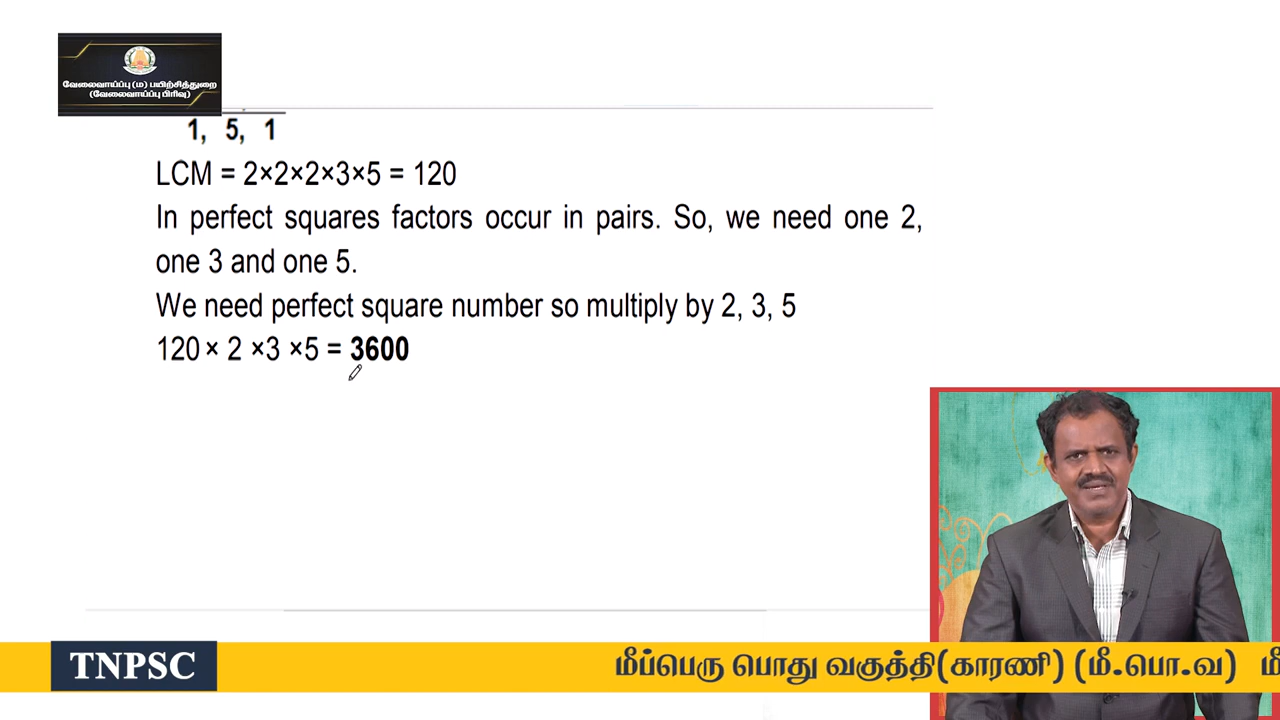 வேலைவாய்ப்பு (ம) பயிற்சித்துறை
(வேலைவாய்ப்பு பிரிவு)
1, 5, 1
LCM = 2×2×2×3×5 = 120
In perfect squares factors occur in pairs. So, we need one 2,
one 3 and one 5.
We need perfect square number so multiply by 2, 3, 5
120 × 2 ×3 ×5 = 3600
TNPSC
மீப்பெரு பொது வகுத்தி(காரணி) (மீ.பொ.வ) மீ